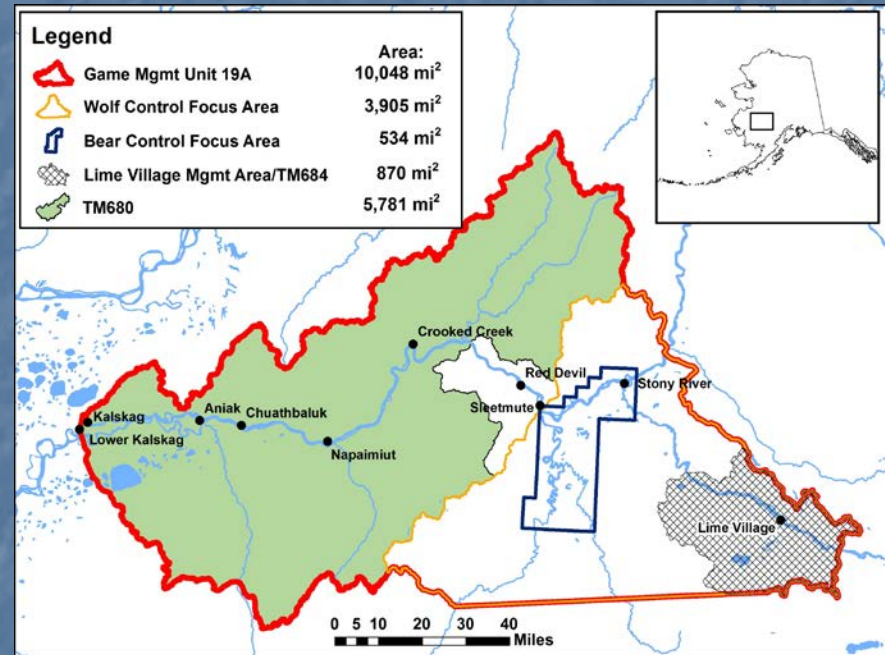 Legend
Area:
Game Mgmt Unit 19A 10,048 mi²
Wolf Control Focus Area 3,905 mi²
Bear Control Focus Area 534 mi²
Lime Village Mgmt Area/TM684 870 mi²
TM680 5,781 mi²
Crooked Creek
Red Devil
Stony River
Sleetmute
Kalskag
Aniak
Chuathbaluk
Lower Kalskag
Napaimiut
Lime Village
0 5 10 20 30 40
Miles